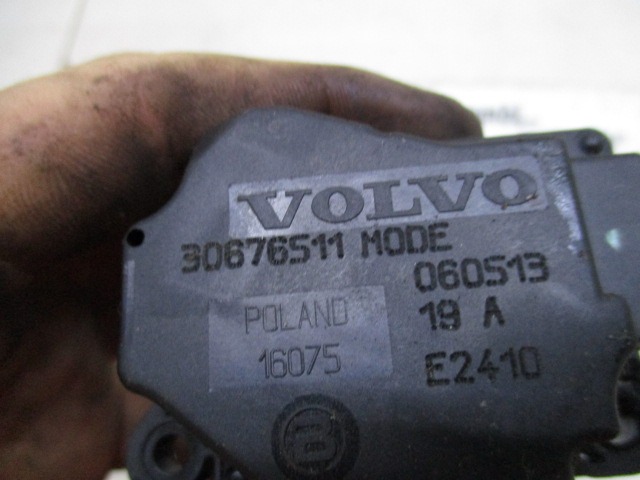 VOLVO
30676511 MODE
060513
POLAND
19 A
16075
E2410
B